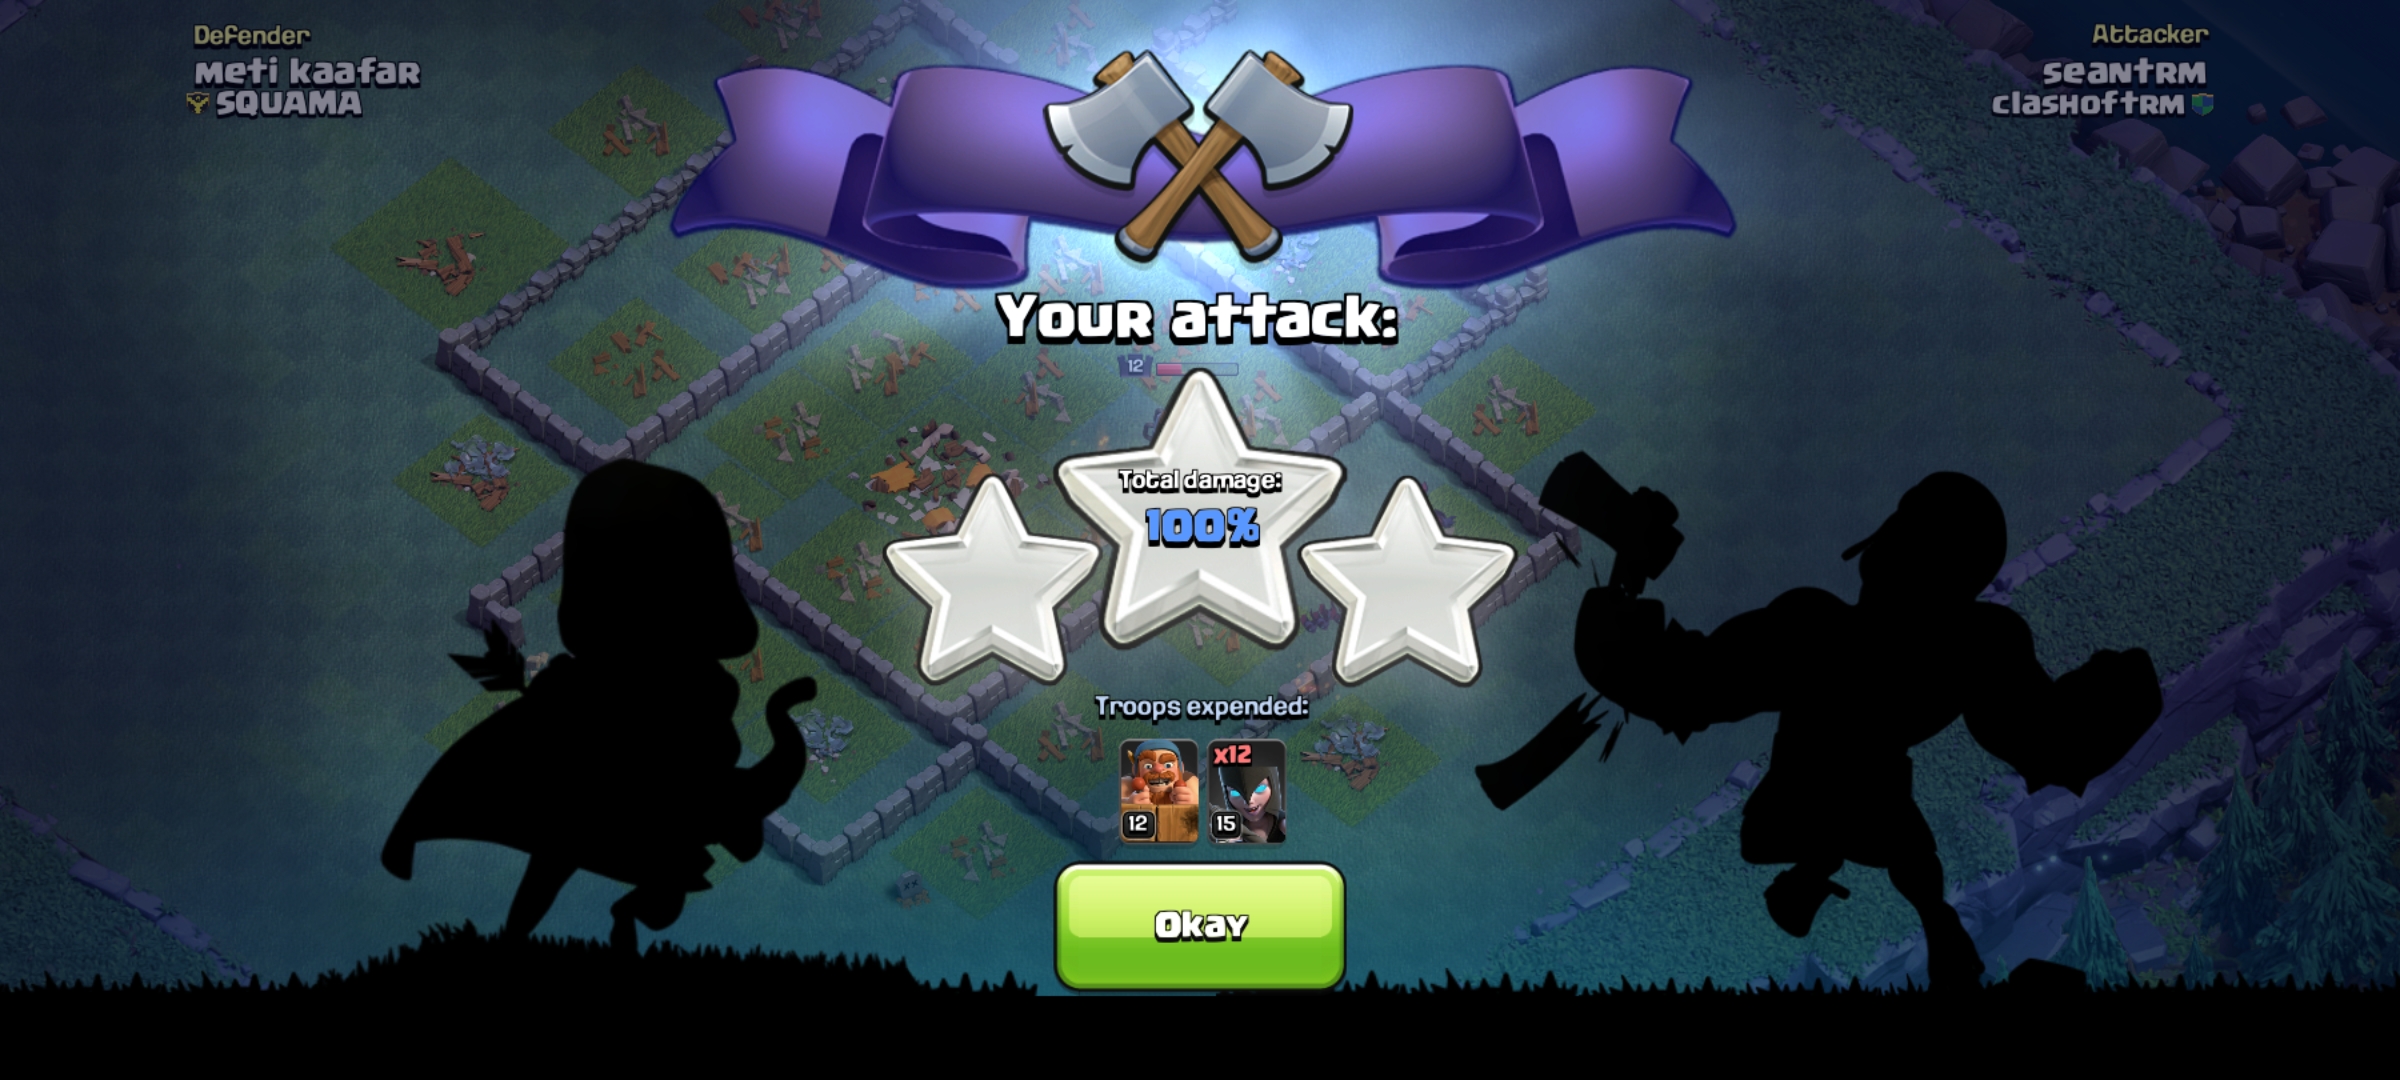 Defender
Meti kaafar
SQUAMA
Attacker
seantrm
clashoftrm
Your attack:
12
Total damage:
100%
Troops expended:
x12
12
15
Okay